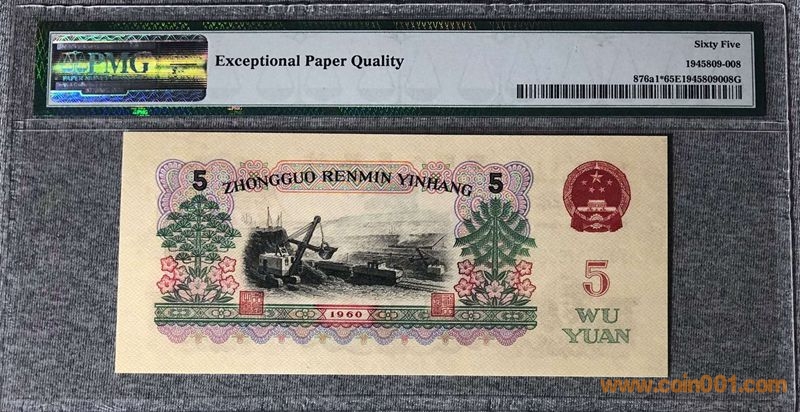 PMG
Exceptional Paper Quality
Sixty Five
1945809-008
876a1*65E1945809008G
5
ZHONGGUO RENMIN YINHANG
5
1960
5
WU
YUAN
www.coin001.com